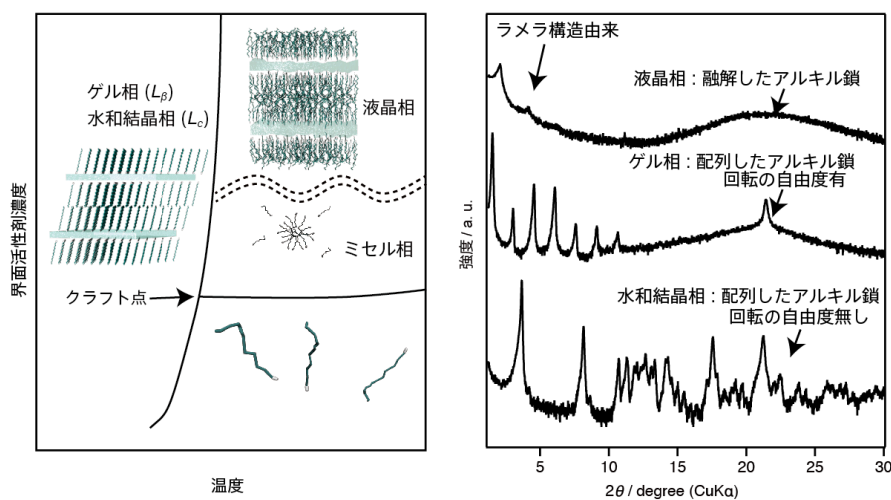 界面活性剤濃度
ゲル相 (Lβ)
水和結晶相 (Lc)
液晶相
ミセル相
クラフト点
温度
強度 / a. u.
ラメラ構造由来
液晶相 : 融解したアルキル鎖
ゲル相 : 配列したアルキル鎖
回転の自由度有
水和結晶相 : 配列したアルキル鎖
回転の自由度無し
5 10 15 20 25 30
2θ / degree (CuKα)